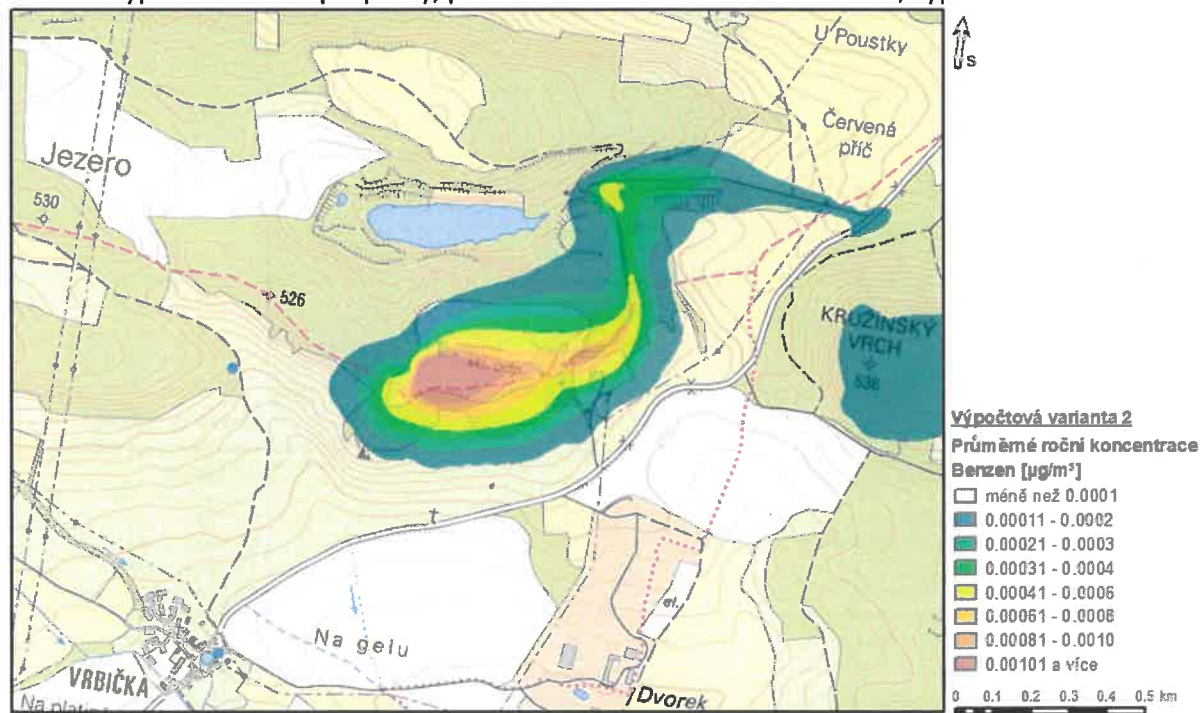 U Poustky
S
Červená
příč
Jezero
530
526
KRUŽÍNSKÝ
VRCH
538
Výpočtová varianta 2
Průměrné roční koncentrace
Benzen [µg/m³]
méně než 0.0001
0.00011 - 0.0002
0.00021 - 0.0003
0.00031 - 0.0004
0.00041 - 0.0006
0.00061 - 0.0008
0.00081 - 0.0010
0.00101 a více
0 0.1 0.2 0.3 0.4 0.5 km
el.
Na gelu
VRBIČKA
Dvorek